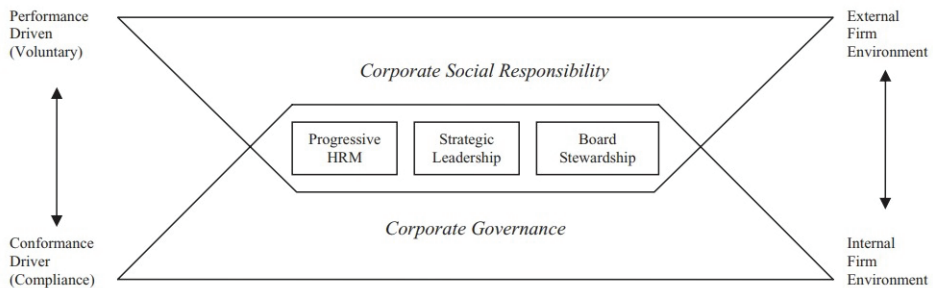 Performance
Driven
(Voluntary)
External
Firm
Environment
Corporate Social Responsibility
Progressive
HRM
Strategic
Leadership
Board
Stewardship
Corporate Governance
Conformance
Driver
(Compliance)
Internal
Firm
Environment